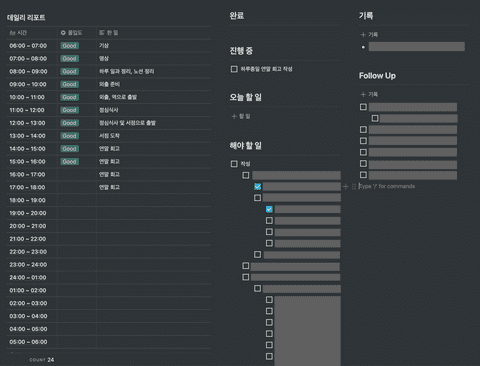 데일리 리포트
시간 몰입도 한 일
06:00 ~ 07:00 Good 기상
07:00 ~ 08:00 Good 명상
08:00 ~ 09:00 Good 하루 일과 정리, 노션 정리
09:00 ~ 10:00 Good 외출 준비
10:00 ~ 11:00 Good 외출, 역으로 출발
11:00 ~ 12:00 Good 점심식사
12:00 ~ 13:00 Good 점심식사 및 서점으로 출발
13:00 ~ 14:00 Good 서점 도착
14:00 ~ 15:00 Good 연말 회고
15:00 ~ 16:00 Good 연말 회고
16:00 ~ 17:00 연말 회고
17:00 ~ 18:00 연말 회고
18:00 ~ 19:00
19:00 ~ 20:00
20:00 ~ 21:00
21:00 ~ 22:00
22:00 ~ 23:00
23:00 ~ 24:00
24:00 ~ 01:00
01:00 ~ 02:00
02:00 ~ 03:00
03:00 ~ 04:00
04:00 ~ 05:00
05:00 ~ 06:00
COUNT 24
완료
진행 중
하루종일 연말 회고 작성
오늘 할 일
+ 할 일
해야 할 일
작성
기록
+ 기록
Follow Up
+ 기록
Type '/' for commands